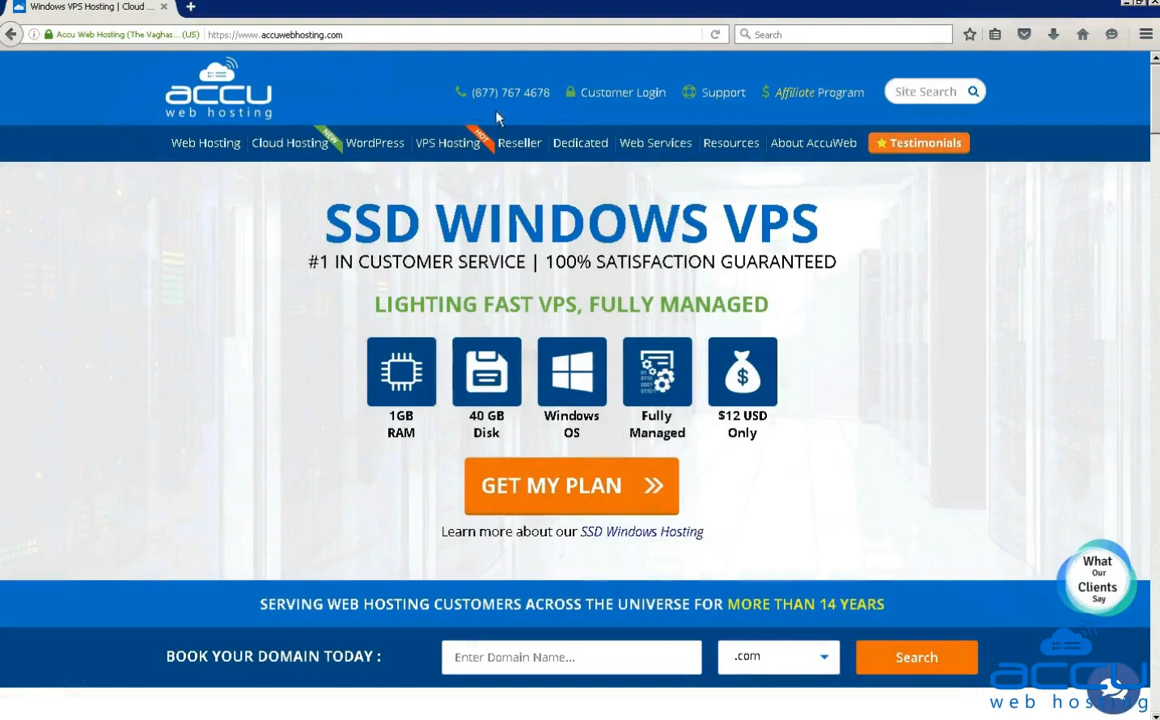 Windows VPS Hosting | Cloud ...
Accu Web Hosting (The Vaghas... (US)
https://www.accuwebhosting.com
Search
accu
web hosting
(877) 767 4678
Customer Login
Support
Affiliate Program
Site Search
Web Hosting
Cloud Hosting
NEW
WordPress
VPS Hosting
HOT
Reseller
Dedicated
Web Services
Resources
About AccuWeb
Testimonials
SSD WINDOWS VPS
#1 IN CUSTOMER SERVICE | 100% SATISFACTION GUARANTEED
LIGHTING FAST VPS, FULLY MANAGED
1GB
RAM
40 GB
Disk
Windows
OS
Fully
Managed
$12 USD
Only
GET MY PLAN
Learn more about our SSD Windows Hosting
What
Our
Clients
Say
SERVING WEB HOSTING CUSTOMERS ACROSS THE UNIVERSE FOR MORE THAN 14 YEARS
BOOK YOUR DOMAIN TODAY :
Enter Domain Name...
.com
Search
accu
web hosting